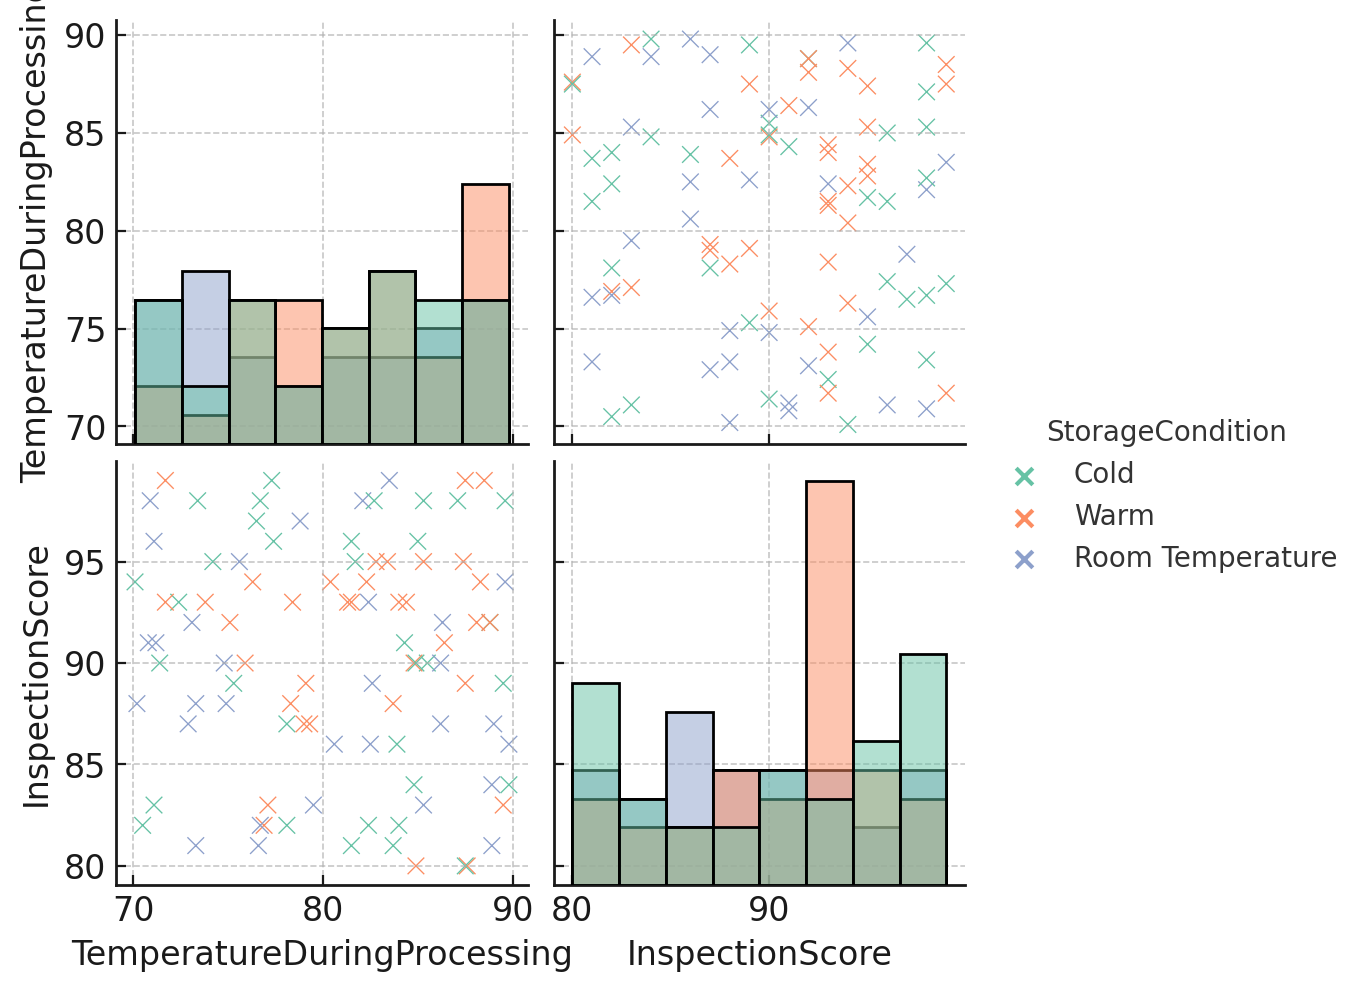 TemperatureDuringProcessing
90
85
80
75
70
InspectionScore
95
90
85
80
70 80 90
80 90
TemperatureDuringProcessing
InspectionScore
StorageCondition
Cold
Warm
Room Temperature